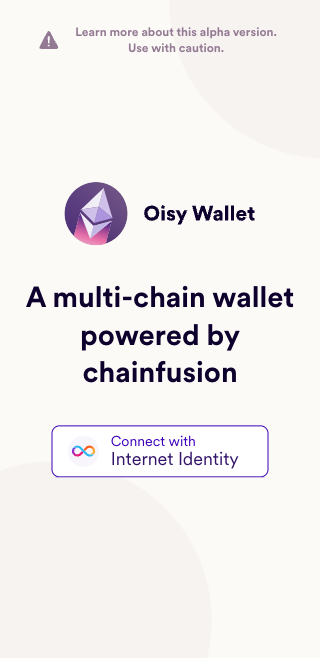 Learn more about this alpha version.
Use with caution.
Oisy Wallet
A multi-chain wallet
powered by
chainfusion
Connect with
Internet Identity